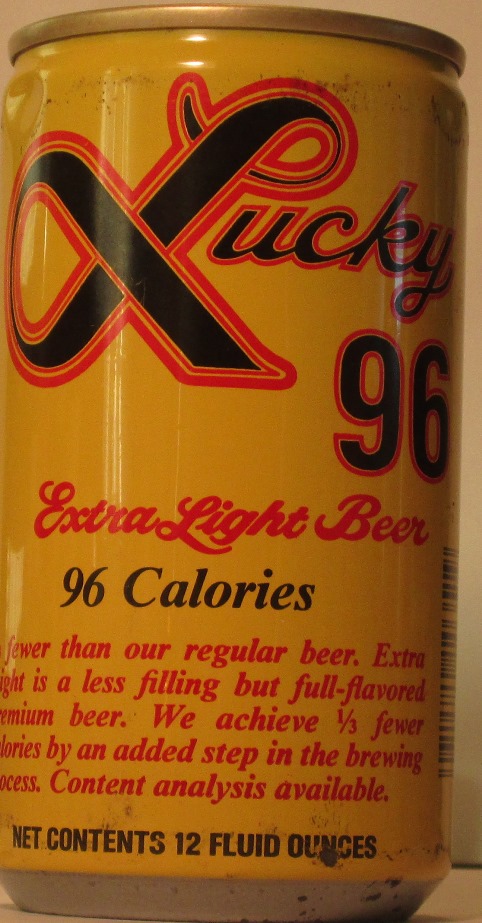 Lucky
96
Extra Light Beer
96 Calories
fewer than our regular beer. Extra
is a less filling but full-flavored
beer. We achieve ⅓ fewer
by an added step in the brewing
Content analysis available.
NET CONTENTS 12 FLUID OUNCES